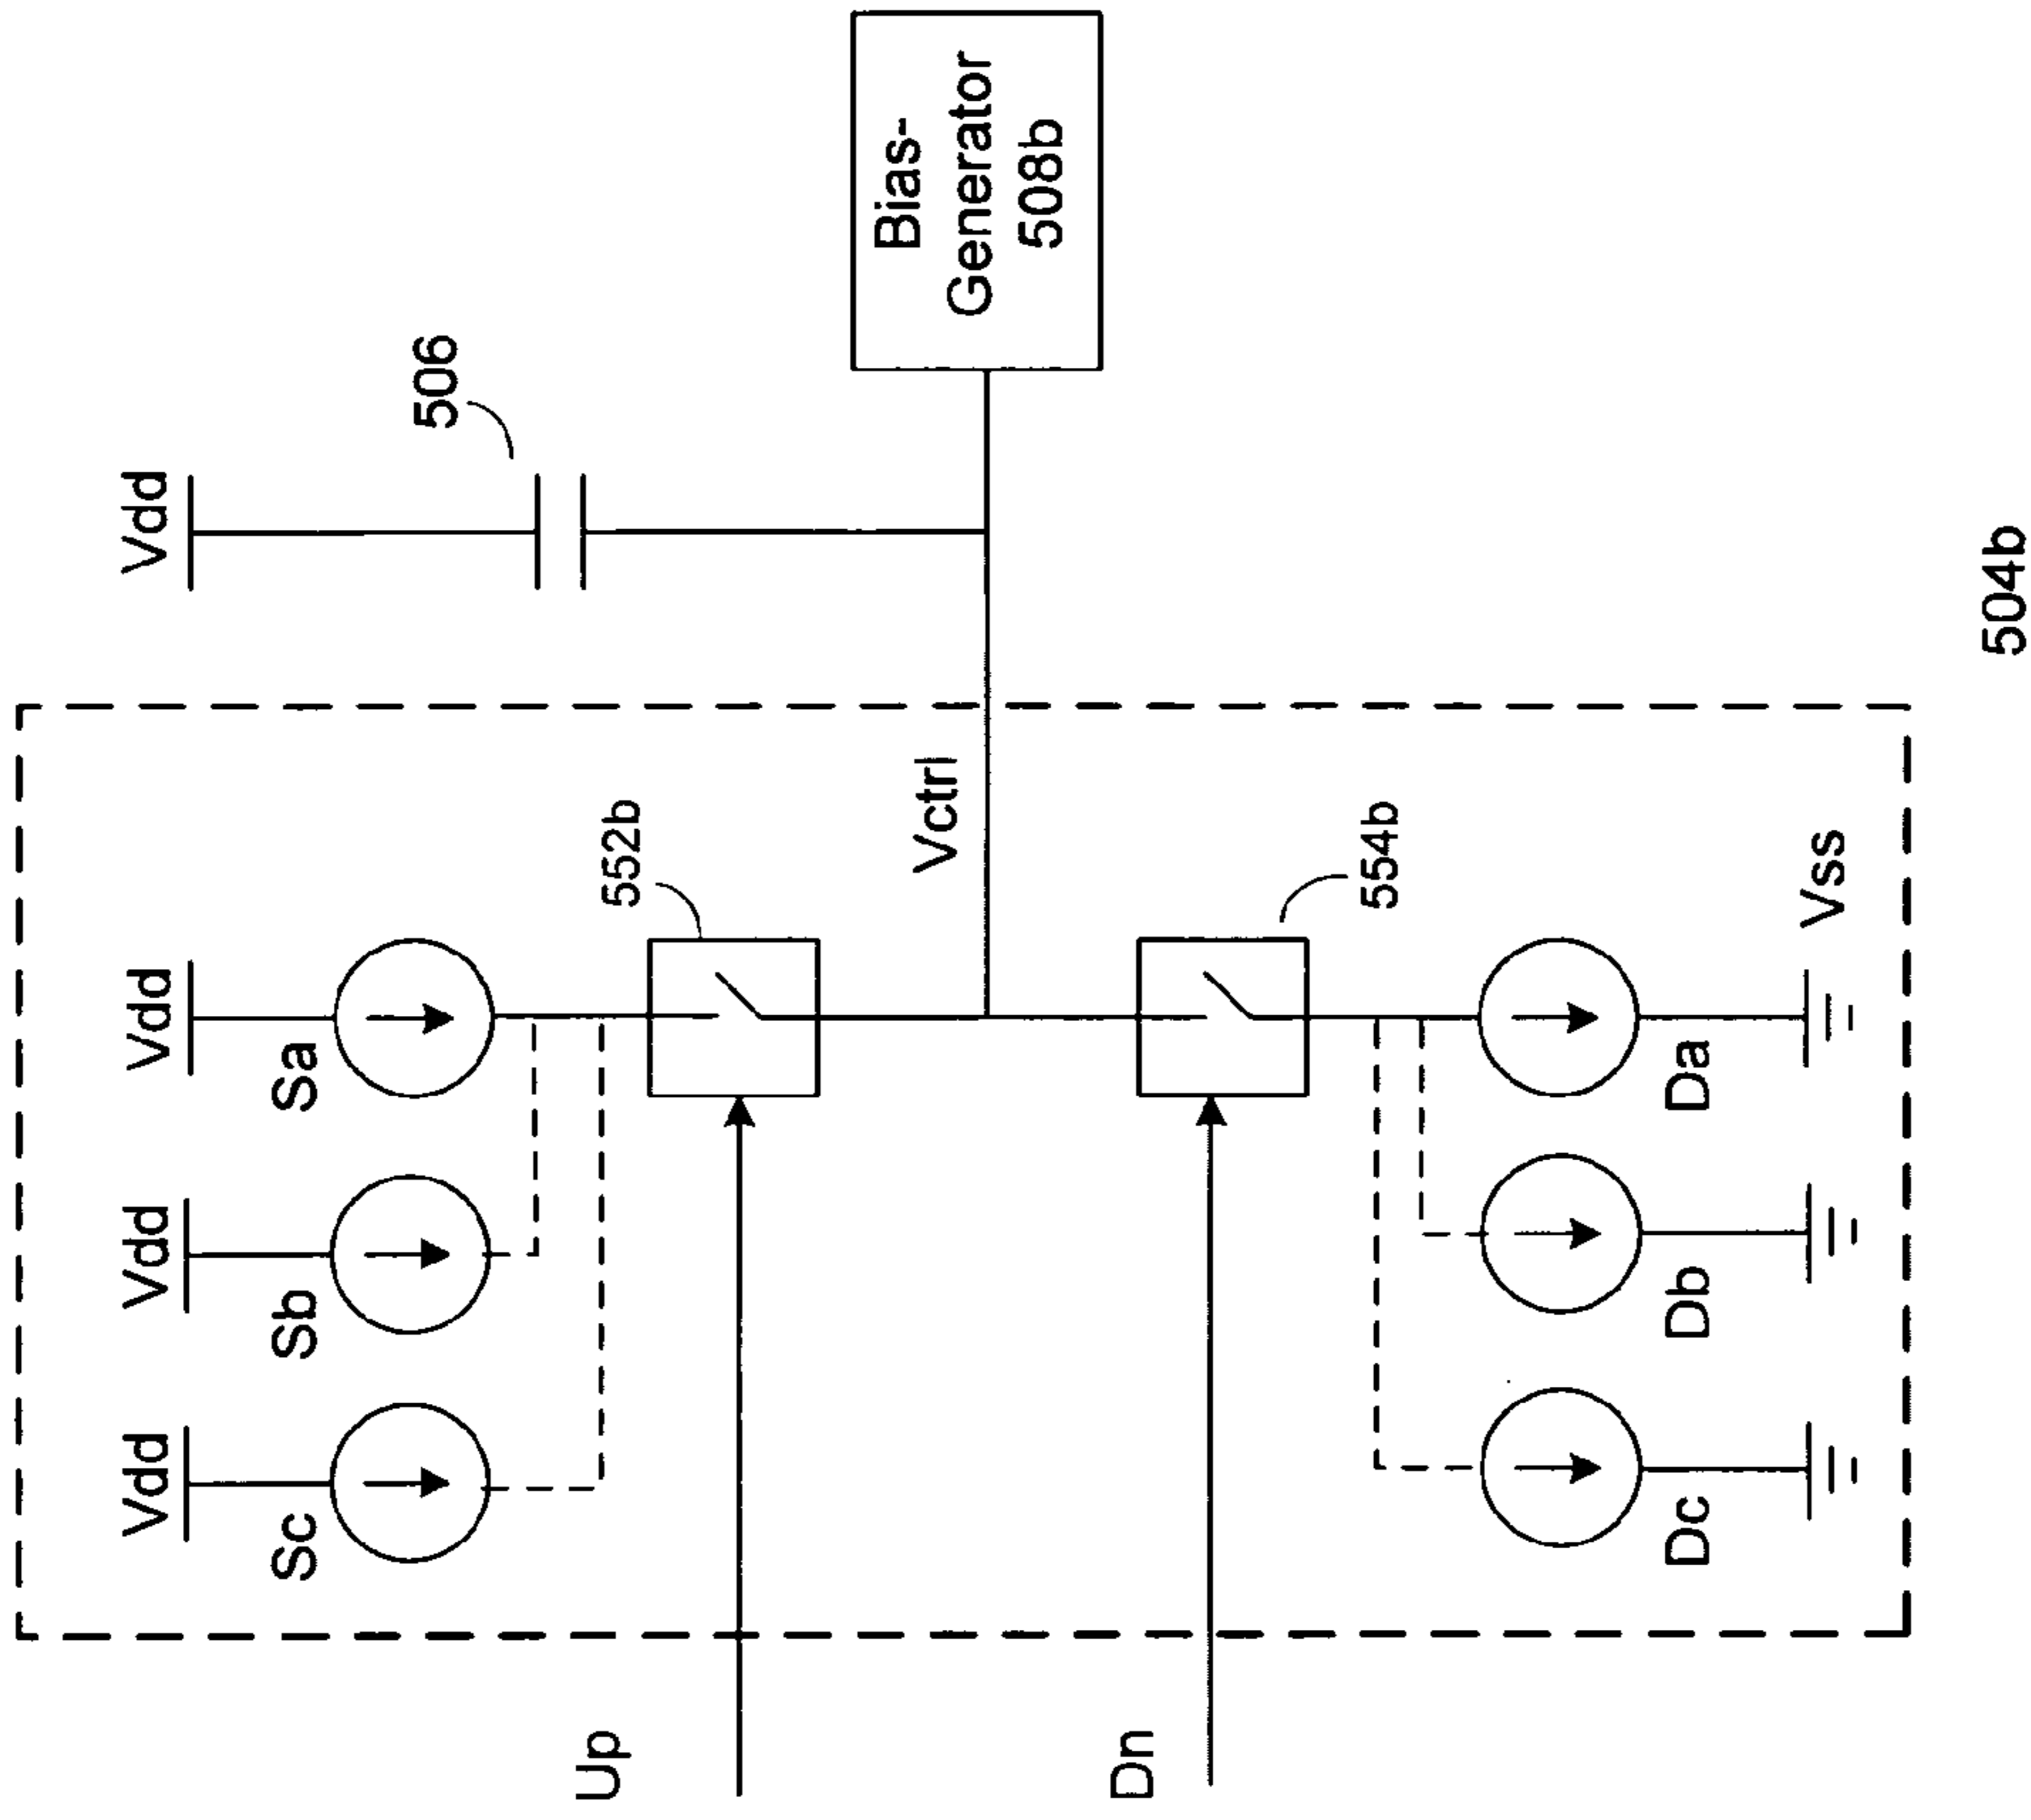 Vdd
Vdd
Vdd
Vdd
Sc
Sb
Sa
506
Up
552b
Vctrl
Bias-
Generator
508b
Dn
554b
Dc
Db
Da
Vss
504b